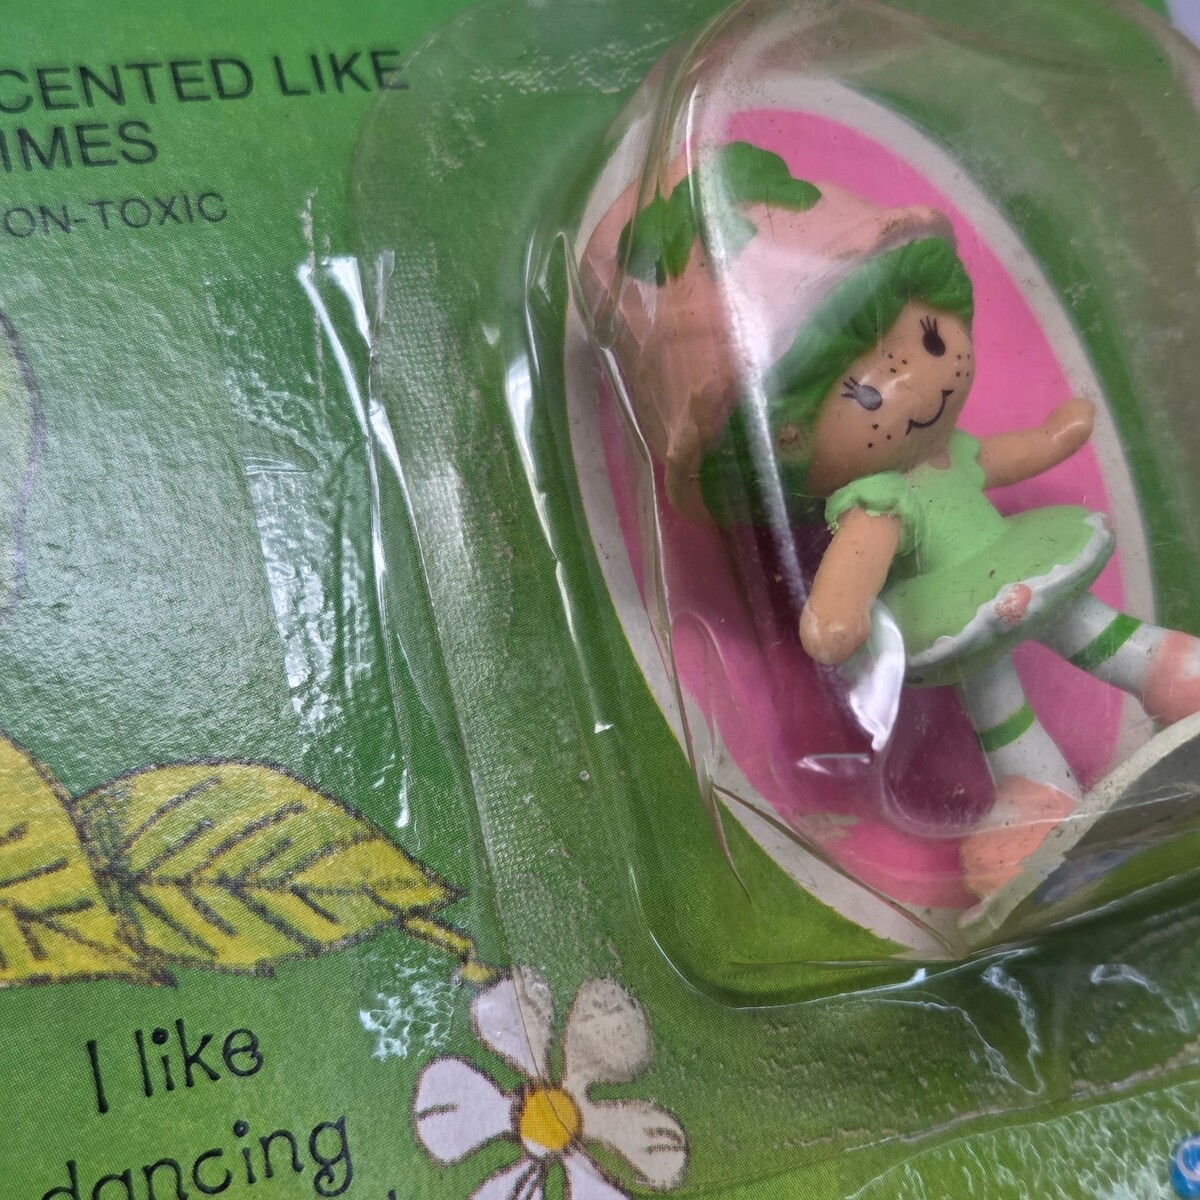 CENTED LIKE
IMES
ON-TOXIC
I like
dancing